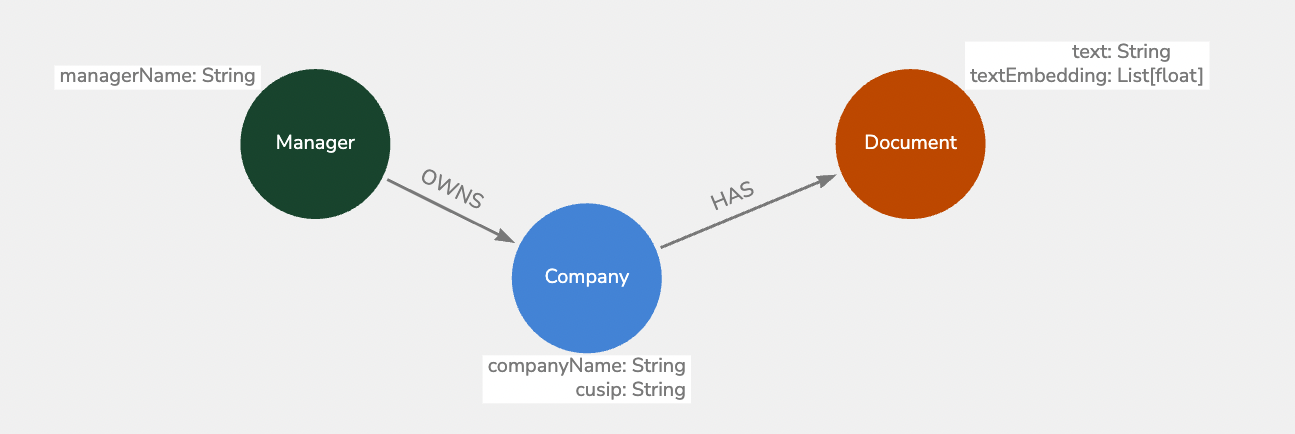 managerName: String
Manager
OWNS
Company
companyName: String
cusip: String
HAS
Document
text: String
textEmbedding: List[float]